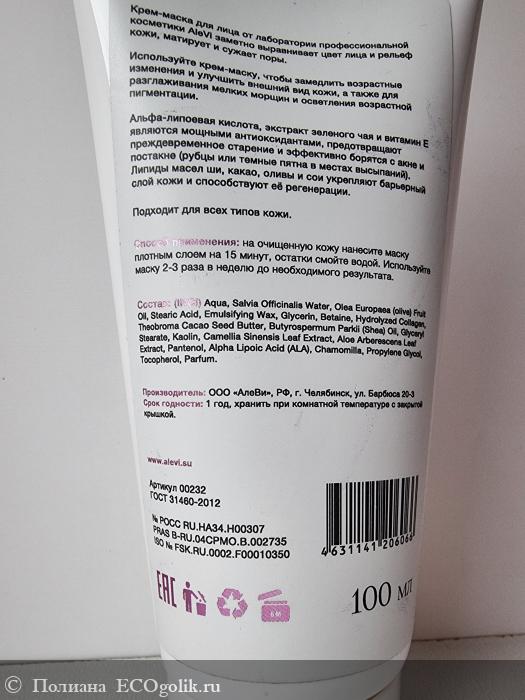 Крем-маска для лица от лаборатории профессиональной
косметики AleVi заметно выравнивает цвет лица и рельеф
кожи, матирует и сужает поры.
Используйте крем-маску, чтобы замедлить возрастные
изменения и улучшить внешний вид кожи, а также для
разглаживания мелких морщин и осветления возрастной
пигментации.
Альфа-липоевая кислота, экстракт зеленого чая и витамин Е
являются мощными антиоксидантами, предотвращают
преждевременное старение и эффективно борятся с акне и
постакне (рубцы или темные пятна в местах высыпаний).
Липиды масел ши, какао, оливы и сои укрепляют барьерный
слой кожи и способствуют её регенерации.
Подходит для всех типов кожи.
Способ применения: на очищенную кожу нанесите маску
плотным слоем на 15 минут, остатки смойте водой. Используйте
маску 2-3 раза в неделю до необходимого результата.
Состав: (INCI) Aqua, Salvia Officinalis Water, Olea Europaea (olive) Fruit
Oil, Stearic Acid, Emulsifying Wax, Glycerin, Betaine, Hydrolyzed Collagen,
Theobroma Cacao Seed Butter, Butyrospermum Parkii (Shea) Oil, Glyceryl
Stearate, Kaolin, Camellia Sinensis Leaf Extract, Aloe Arborescena Leaf
Extract, Pantenol, Alpha Lipoic Acid (ALA), Chamomilla, Propylene Glycol,
Tocopherol, Parfum.
Производитель: ООО «АлеВи», РФ, г. Челябинск, ул. Барбюса 20-3
Срок годности: 1 год, хранить при комнатной температуре с закрытой
крышкой.
www.alevi.su
Артикул 00232
ГОСТ 31460-2012
№ РОСС RU.НА34.Н00307
PRAS B-RU.04СРМО.В.002735
ISO № FSK.RU.0002.F00010350
4631141206066
EAC
6 M
100 мл
© Полиана ECOgolik.ru